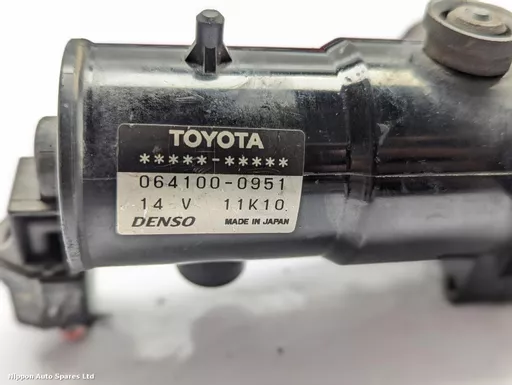 TOYOTA
*****-*****
064100-0951
14 V 11K10
DENSO MADE IN JAPAN
Nippon Auto Spares Ltd